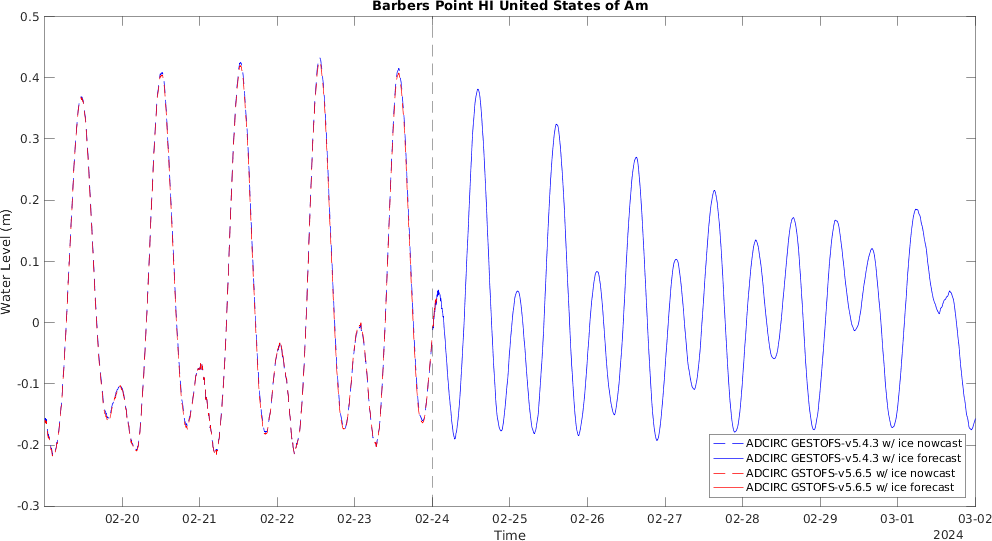 Barbers Point HI United States of Am
0.5
0.4
0.3
0.2
0.1
0
-0.1
-0.2
-0.3
Water Level (m)
ADCIRC GESTOFS-v5.4.3 w/ ice nowcast
ADCIRC GESTOFS-v5.4.3 w/ ice forecast
ADCIRC GSTOFS-v5.6.5 w/ ice nowcast
ADCIRC GSTOFS-v5.6.5 w/ ice forecast
02-20 02-21 02-22 02-23 02-24 02-25 02-26 02-27 02-28 02-29 03-01 03-02
Time
2024